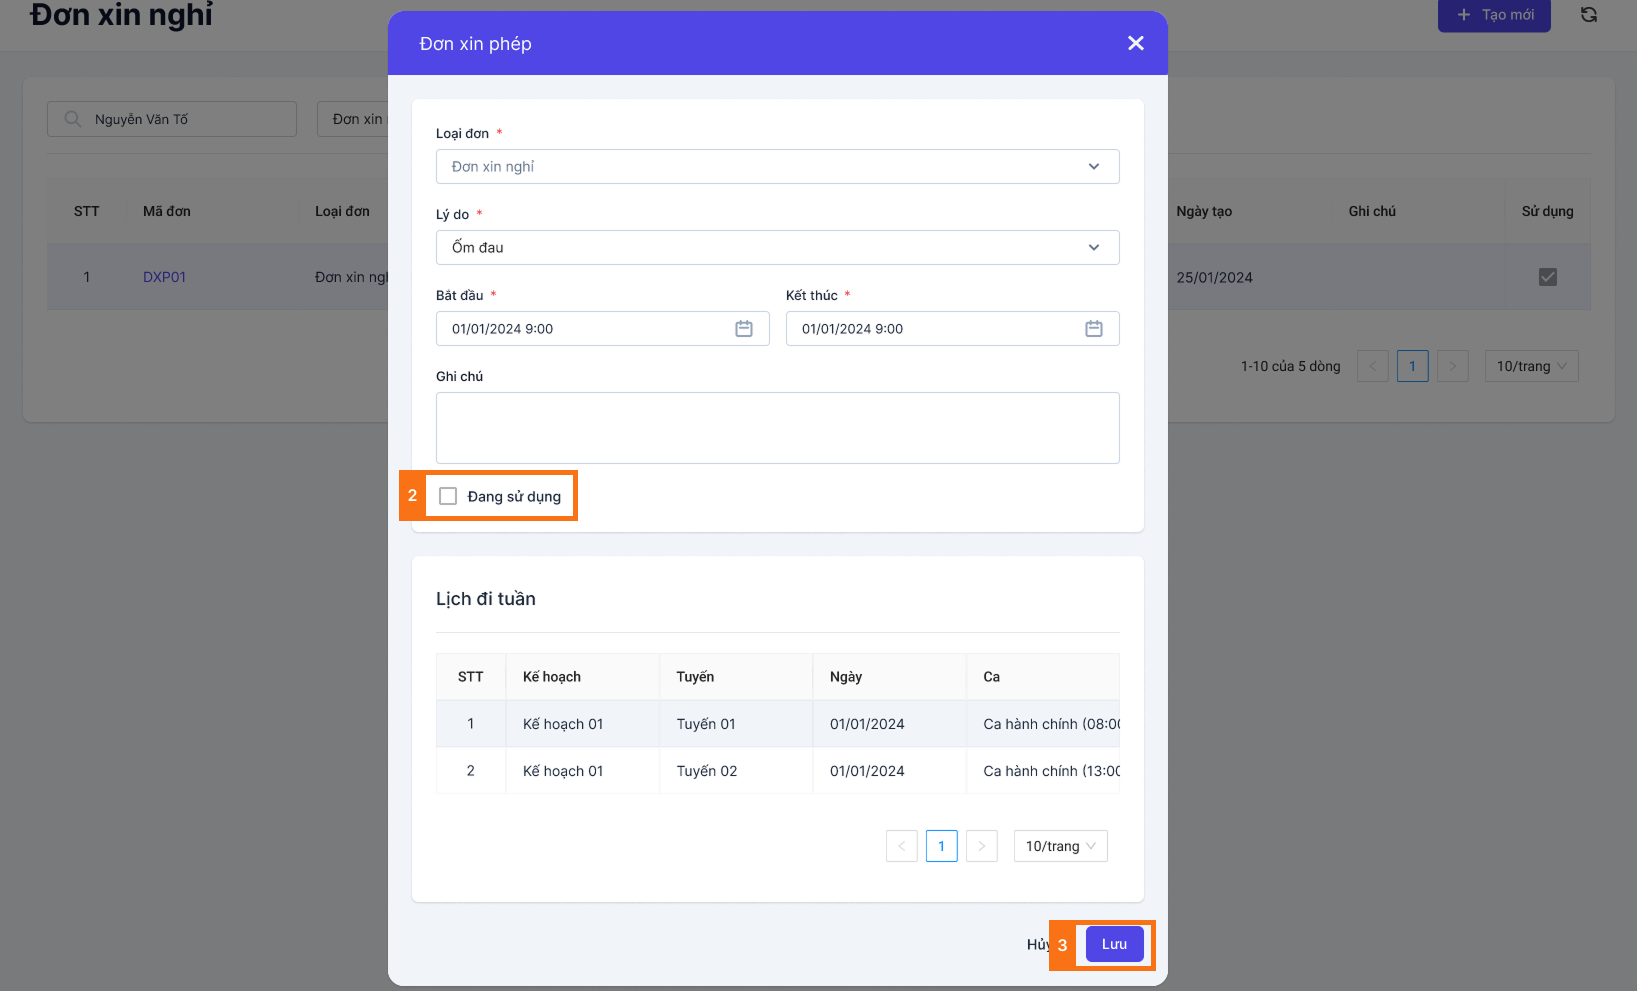 Đơn xin nghỉ
+ Tạo mới
Đơn xin phép
Nguyễn Văn Tố
Đơn xin
Loại đơn *
Đơn xin nghỉ
Lý do *
Ốm đau
STT Mã đơn Loại đơn Ngày tạo Ghi chú Sử dụng
1 DXP01 Đơn xin ngh 25/01/2024
Bắt đầu * Kết thúc *
01/01/2024 9:00 01/01/2024 9:00
1-10 của 5 dòng < 1 > 10/trang
Ghi chú
2 Đang sử dụng
Lịch đi tuần
STT Kế hoạch Tuyến Ngày Ca
1 Kế hoạch 01 Tuyến 01 01/01/2024 Ca hành chính (08:00
2 Kế hoạch 01 Tuyến 02 01/01/2024 Ca hành chính (13:00
< 1 > 10/trang
Hủy 3 Lưu